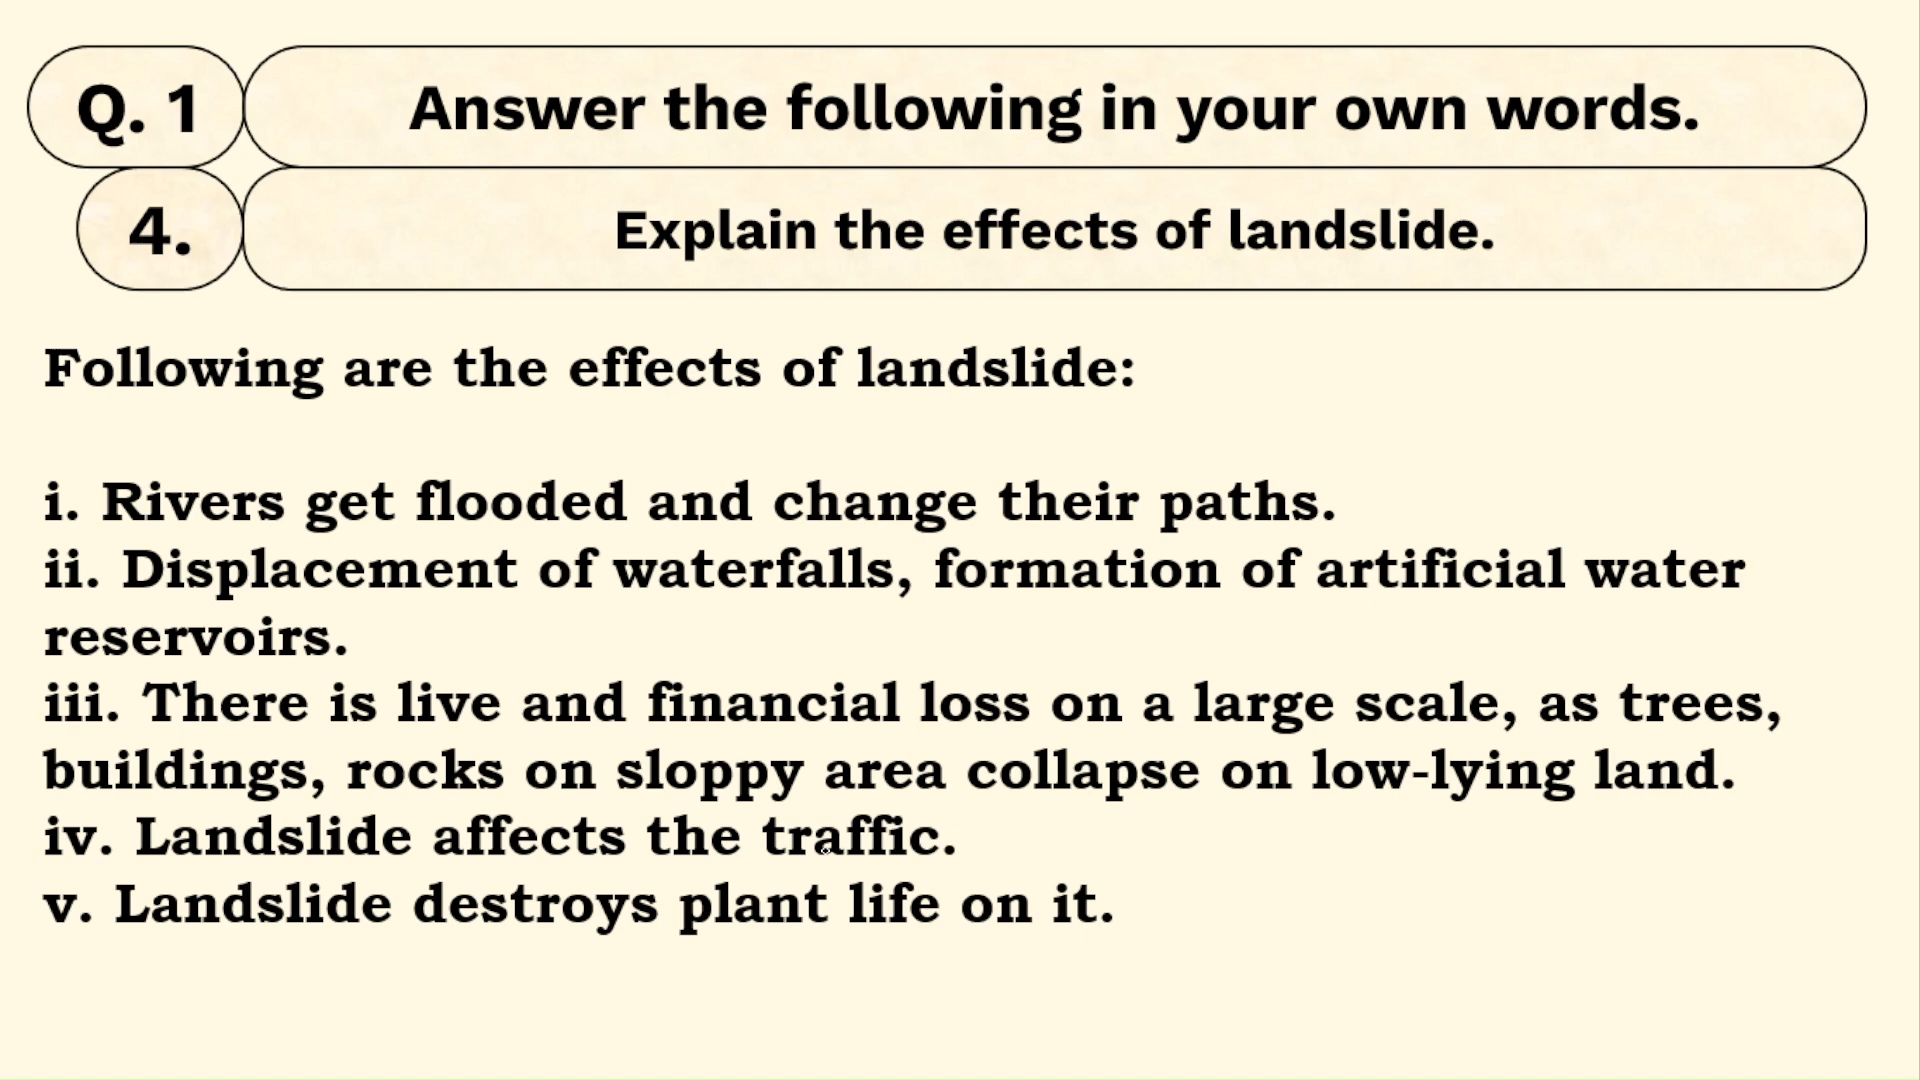 Q. 1 Answer the following in your own words.
4. Explain the effects of landslide.
Following are the effects of landslide:
i. Rivers get flooded and change their paths.
ii. Displacement of waterfalls, formation of artificial water
reservoirs.
iii. There is live and financial loss on a large scale, as trees,
buildings, rocks on sloppy area collapse on low-lying land.
iv. Landslide affects the traffic.
v. Landslide destroys plant life on it.